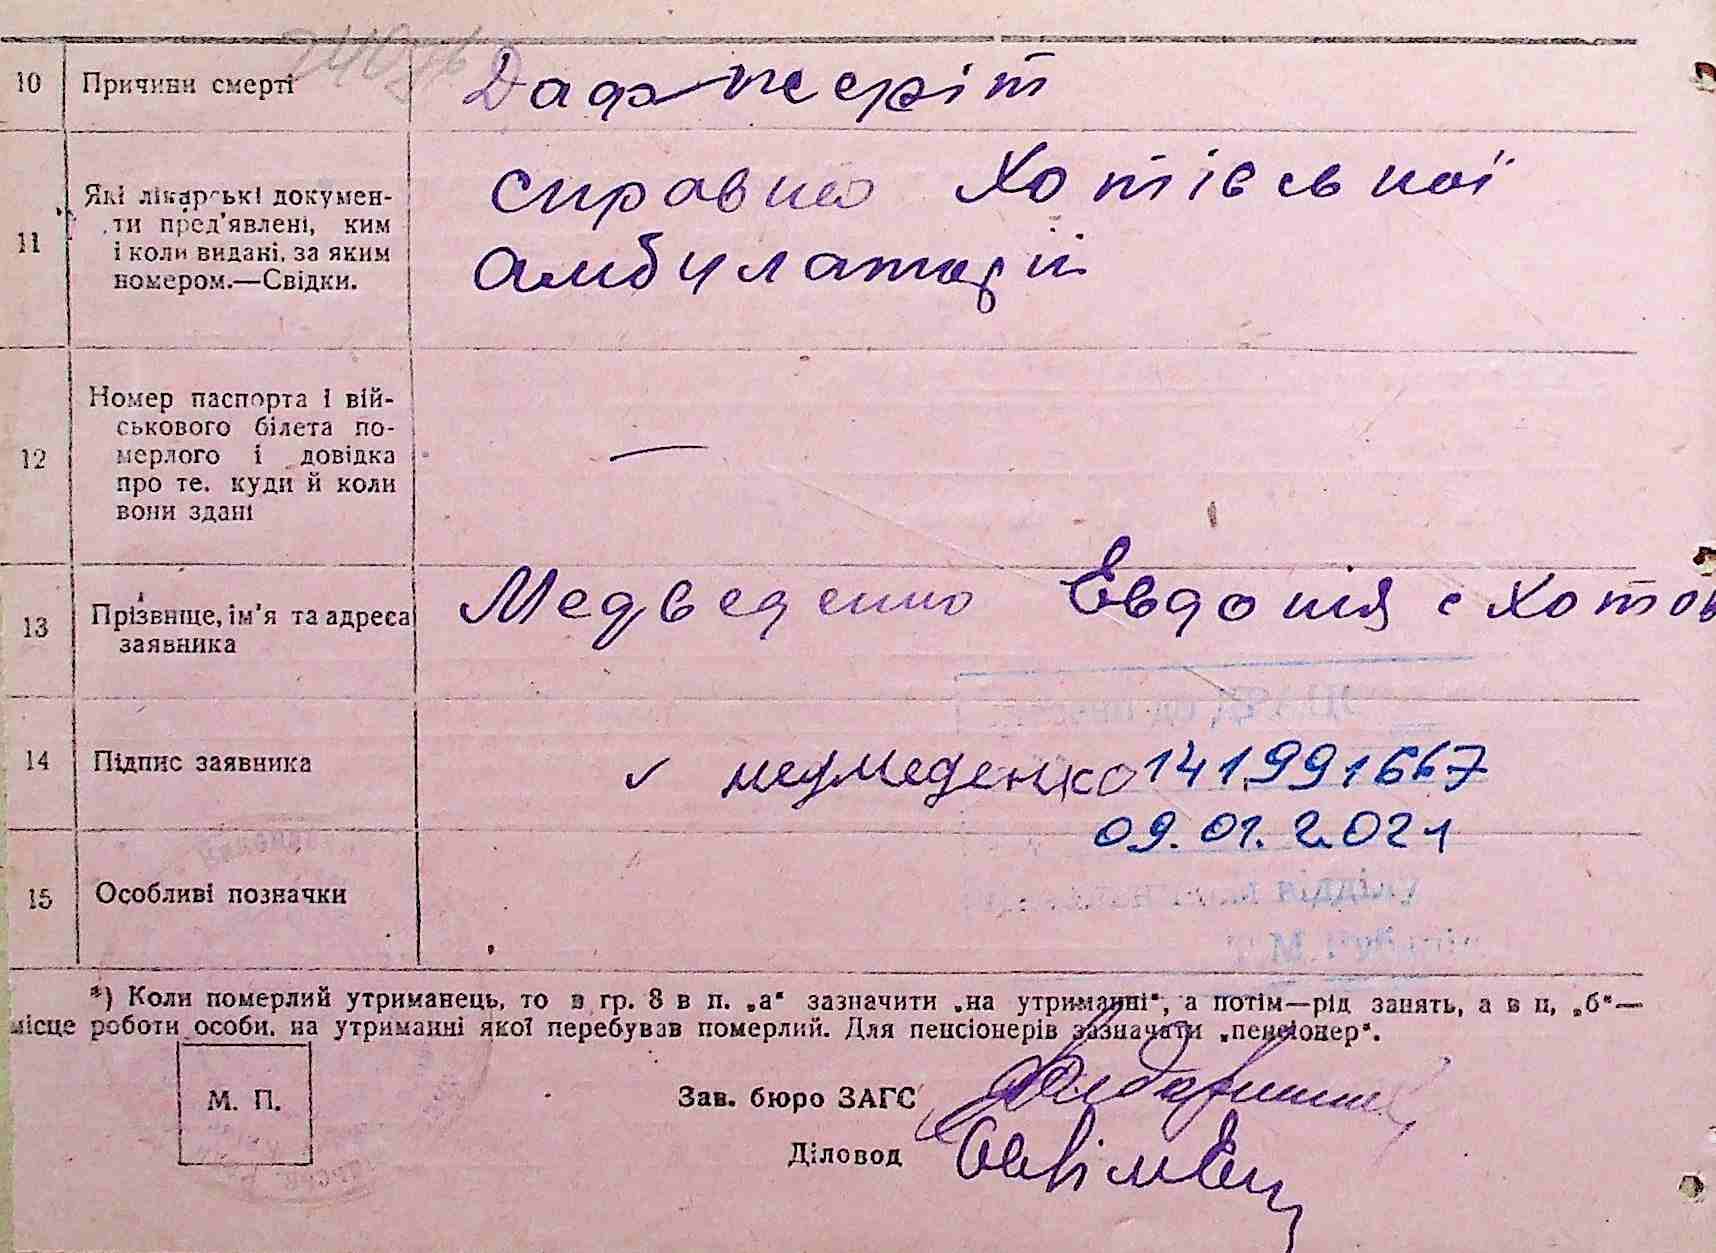 10 Причини смерті Дафтеріт
11 Які лікарські докумен-
ти пред'явлені, ким
і коли видані, за яким
номером.—Свідки.
справка Хотівської
амбулаторії
12 Номер паспорта і вій-
ськового білета по-
мерлого і довідка
про те, куди й коли
вони здані
—
13 Прізвище, ім'я та адреса
заявника
Медведенко Евдокія с Хотов
14 Підпис заявника ✓ медмеденко 141991667
09.01.2021
15 Особливі позначки
*) Коли померлий утриманець, то в гр. 8 в п. „а“ зазначити „на утриманні“, а потім—рід занять, а в п, „б“—
місце роботи особи, на утриманні якої перебував померлий. Для пенсіонерів зазначати „пенсіонер“.
М. П.
Зав. бюро ЗАГС
Діловод